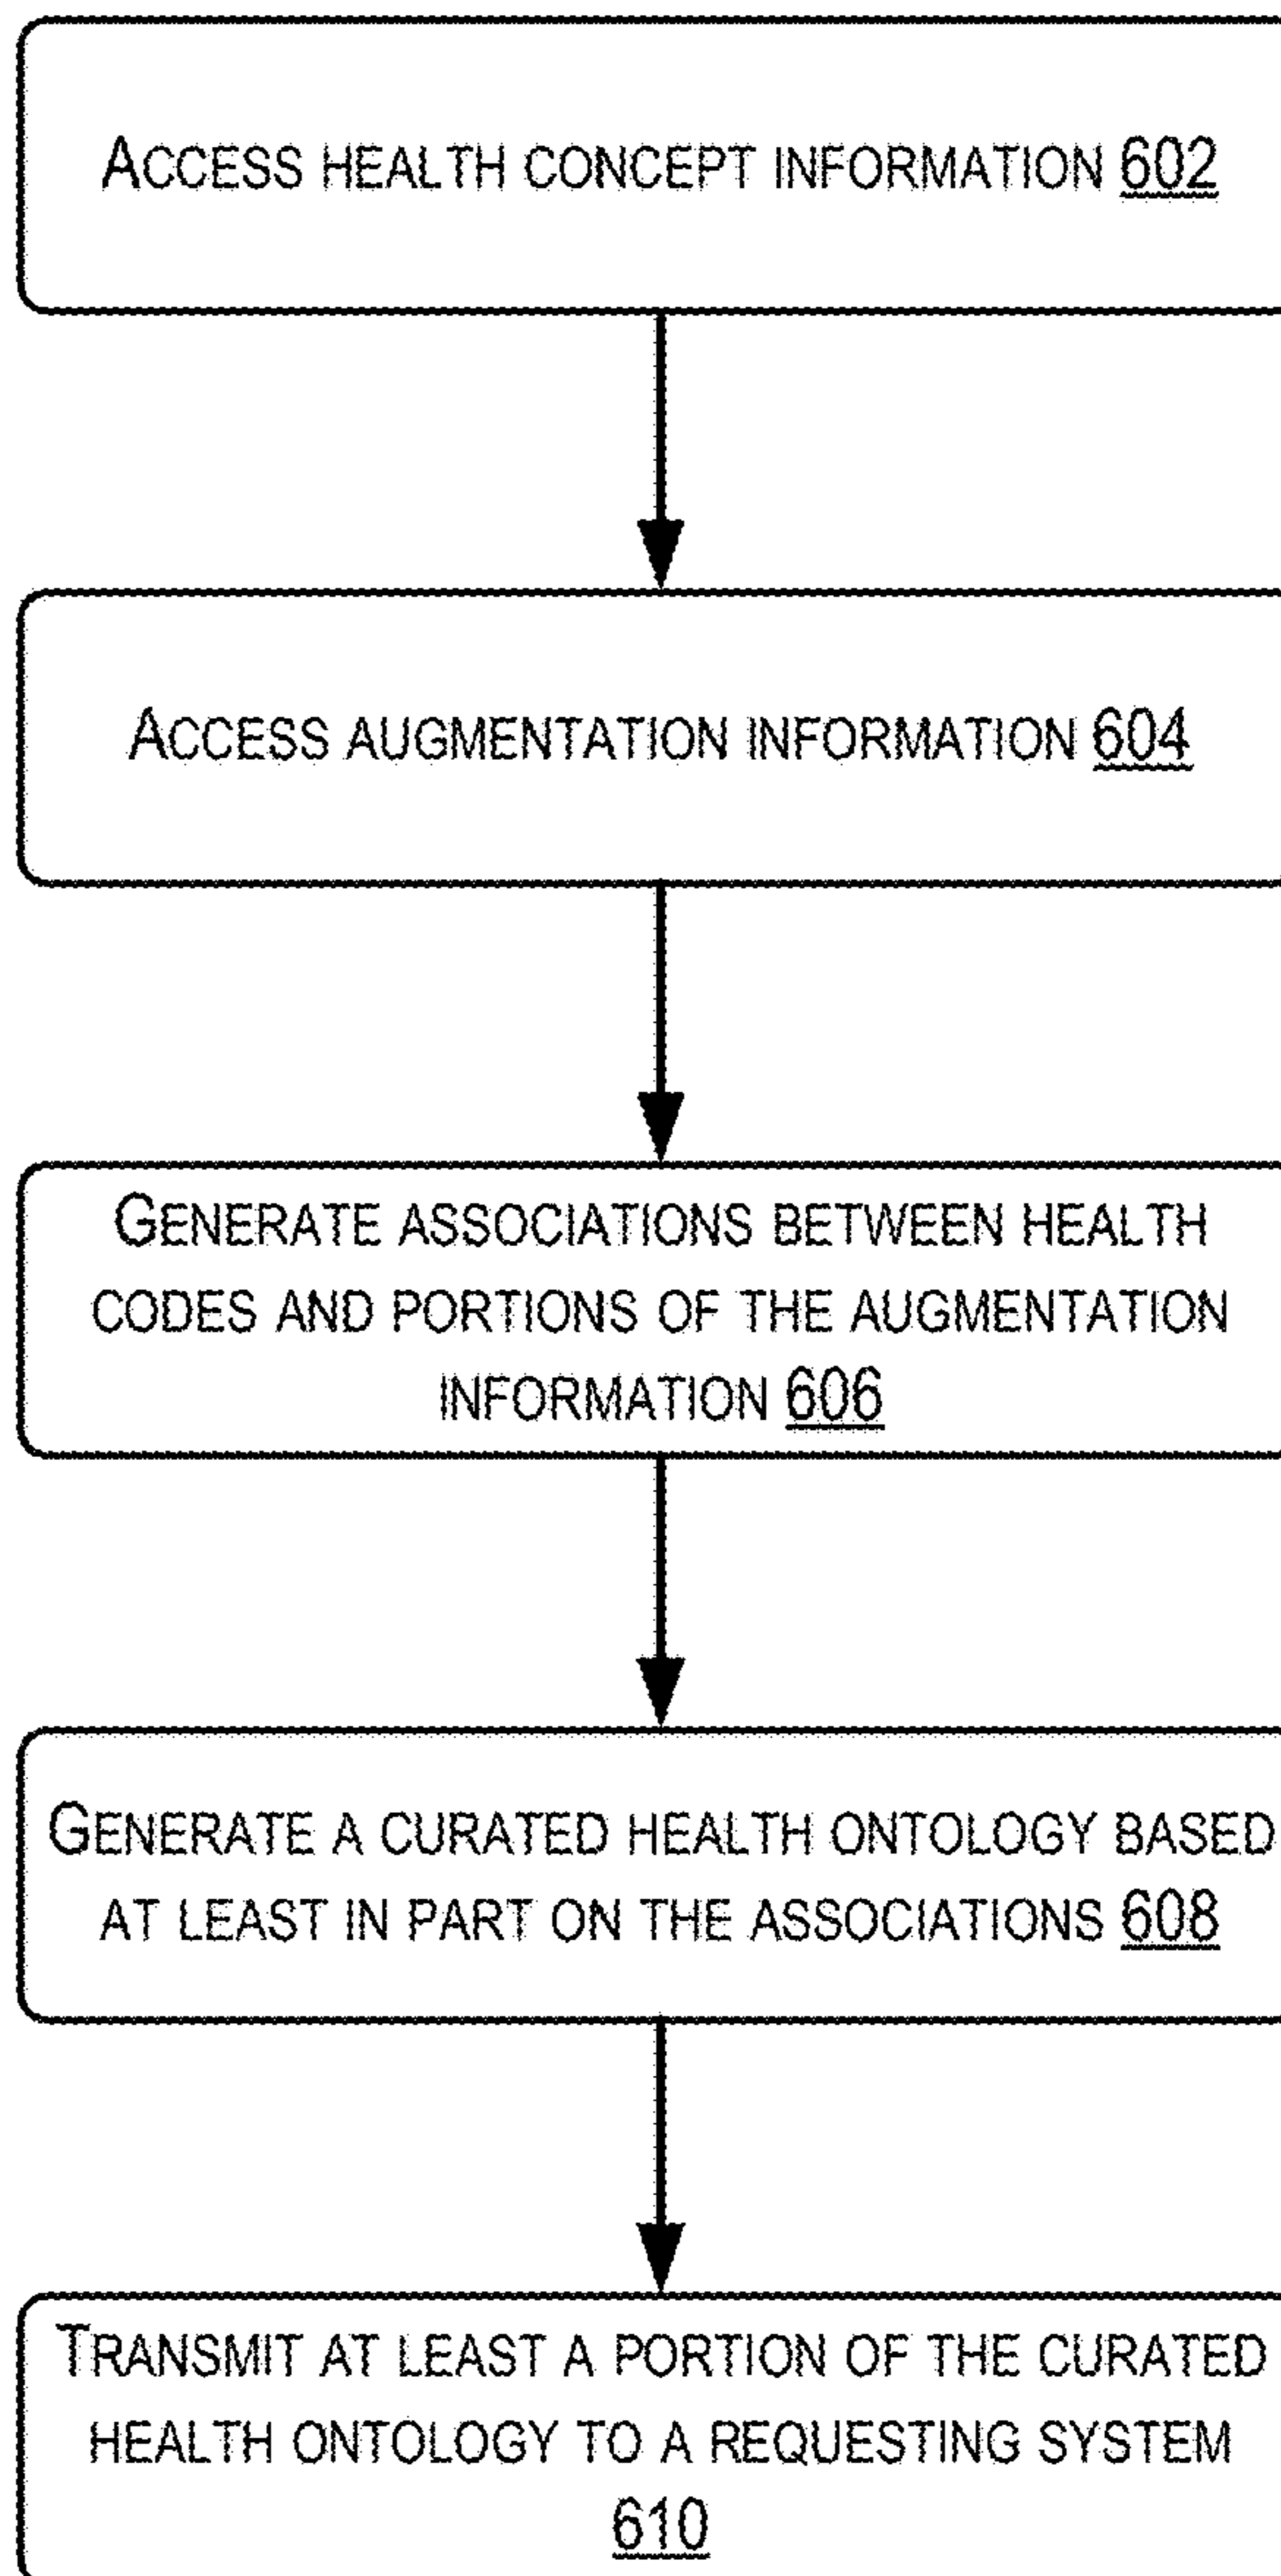 ACCESS HEALTH CONCEPT INFORMATION 602
ACCESS AUGMENTATION INFORMATION 604
GENERATE ASSOCIATIONS BETWEEN HEALTH
CODES AND PORTIONS OF THE AUGMENTATION
INFORMATION 606
GENERATE A CURATED HEALTH ONTOLOGY BASED
AT LEAST IN PART ON THE ASSOCIATIONS 608
TRANSMIT AT LEAST A PORTION OF THE CURATED
HEALTH ONTOLOGY TO A REQUESTING SYSTEM
610